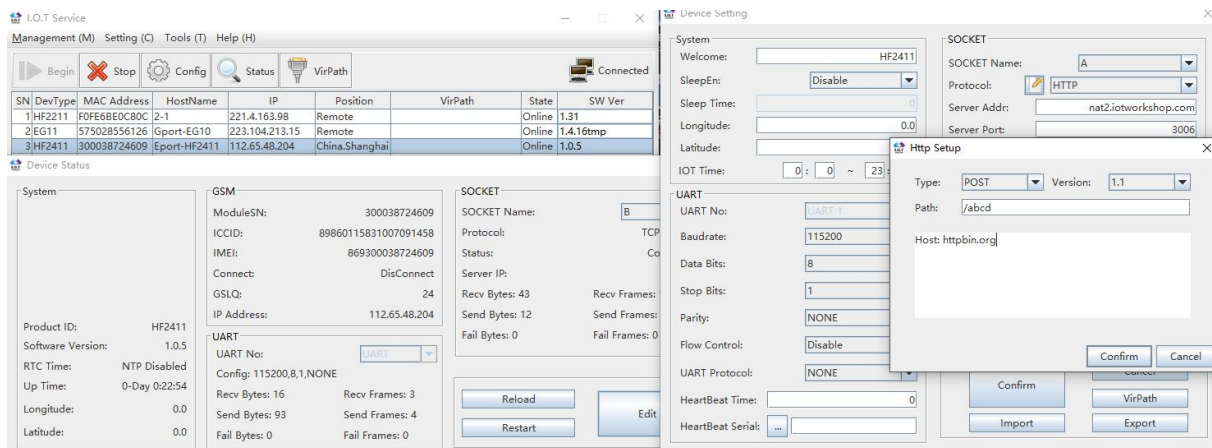 I.O.T Service
Management (M) Setting (C) Tools (T) Help (H)
Begin Stop Config Status VirPath Connected
SN DevType MAC Address HostName IP Position VirPath State SW Ver
1 HF2211 F0FE6BE0C80C 2-1 221.4.163.98 Remote Online 1.31
2 EG11 575028556126 Gport-EG10 223.104.213.15 Remote Online 1.4.16tmp
3 HF2411 300038724609 Eport-HF2411 112.65.48.204 China.Shanghai Online 1.0.5
Device Status
System
Product ID: HF2411
Software Version: 1.0.5
RTC Time: NTP Disabled
Up Time: 0-Day 0:22:54
Longitude: 0.0
Latitude: 0.0
GSM
ModuleSN: 300038724609
ICCID: 89860115831007091458
IMEI: 869300038724609
Connect: DisConnect
GSLQ: 24
IP Address: 112.65.48.204
UART
UART No: UART
Config: 115200,8,1,NONE
Recv Bytes: 16 Recv Frames: 3
Send Bytes: 93 Send Frames: 4
Fail Bytes: 0 Fail Frames: 0
SOCKET
SOCKET Name: B
Protocol: TCP
Status: Co
Server IP:
Recv Bytes: 43 Recv Frames:
Send Bytes: 12 Send Frames:
Fail Bytes: 0 Fail Frames: 0
Reload
Restart
Edit
Device Setting
System
Welcome: HF2411
SleepEn: Disable
Sleep Time: 0
Longitude: 0.0
Latitude:
IOT Time: 0 : 0 ~ 23 :
UART
UART No: UART 1
Baudrate: 115200
Data Bits: 8
Stop Bits: 1
Parity: NONE
Flow Control: Disable
UART Protocol: NONE
HeartBeat Time: 0
HeartBeat Serial: ...
SOCKET
SOCKET Name: A
Protocol: HTTP
Server Addr: nat2.iotworkshop.com
Server Port: 3006
Http Setup
Type: POST Version: 1.1
Path: /abcd
Host: httpbin.org
Confirm Cancel
Confirm Cancel
VirPath
Import Export